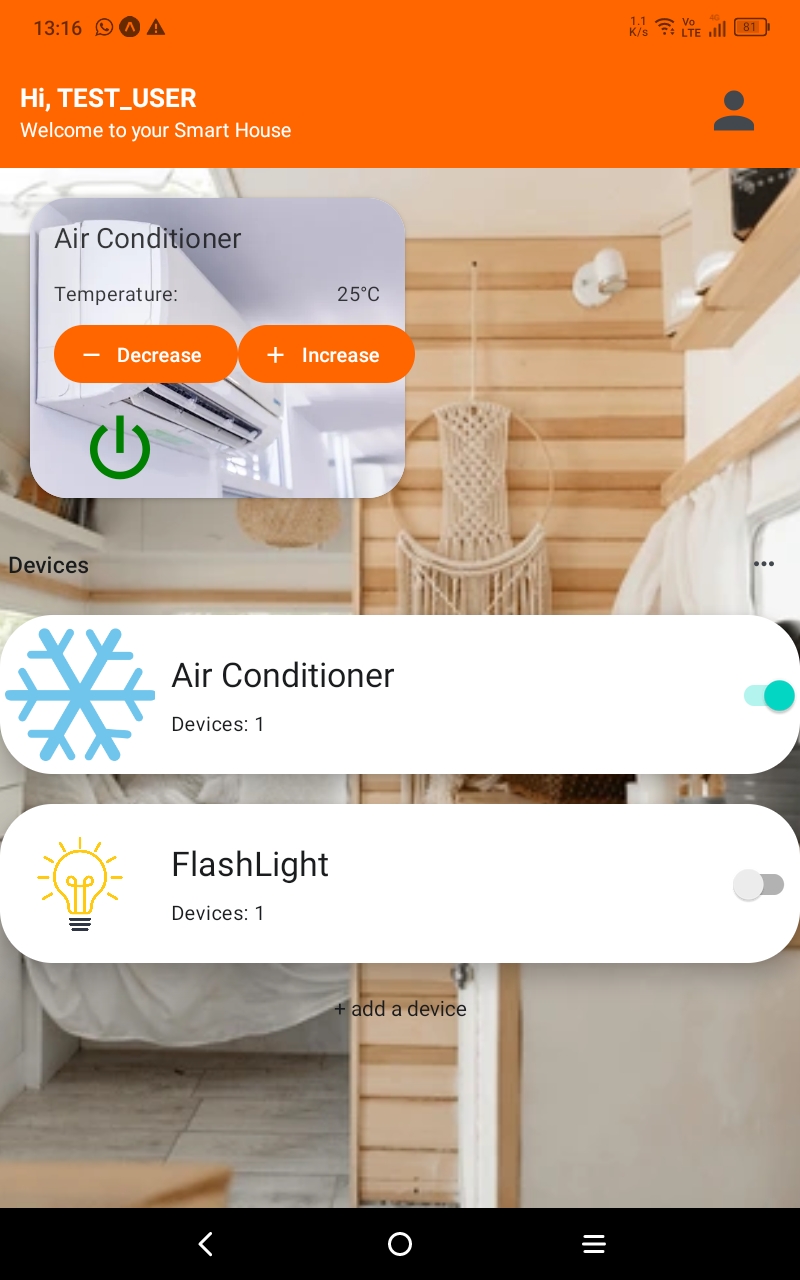 13:16
1.1 K/s Vo LTE 4G 81
Hi, TEST_USER
Welcome to your Smart House
Air Conditioner
Temperature: 25°C
− Decrease + Increase
Devices
Air Conditioner
Devices: 1
FlashLight
Devices: 1
+ add a device